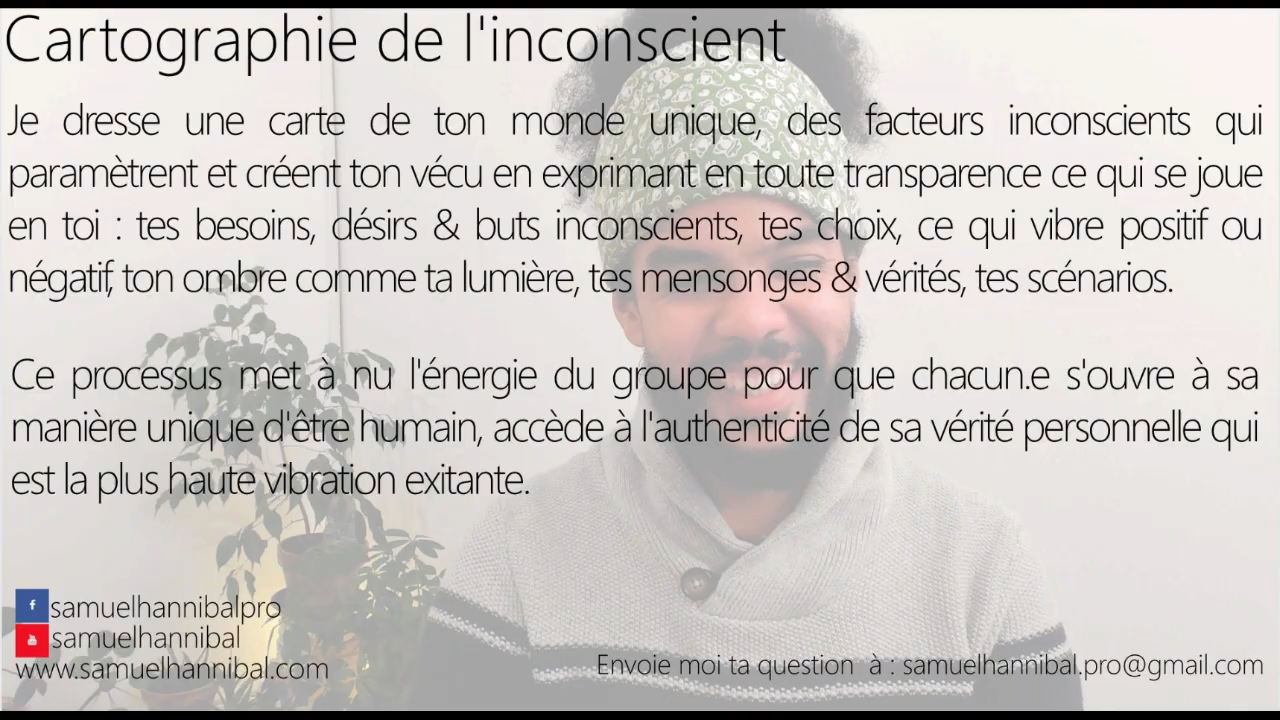 Cartographie de l'inconscient
Je dresse une carte de ton monde unique, des facteurs inconscients qui
paramètrent et créent ton vécu en exprimant en toute transparence ce qui se joue
en toi : tes besoins, désirs & buts inconscients, tes choix, ce qui vibre positif ou
négatif, ton ombre comme ta lumière, tes mensonges & vérités, tes scénarios.
Ce processus met à nu l'énergie du groupe pour que chacun.e s'ouvre à sa
manière unique d'être humain, accède à l'authenticité de sa vérité personnelle qui
est la plus haute vibration exitante.
samuelhannibalpro
samuelhannibal
www.samuelhannibal.com
Envoie moi ta question à : samuelhannibal.pro@gmail.com